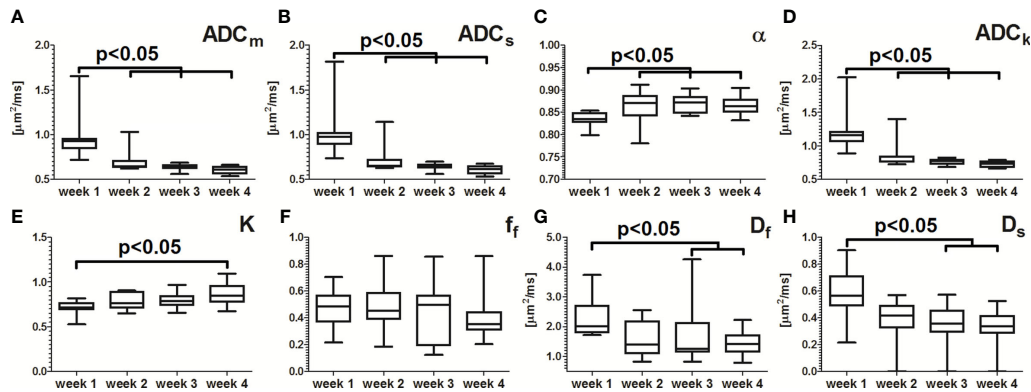 A ADCm
p<0.05
[µm²/ms]
2.0
1.5
1.0
0.5
week 1 week 2 week 3 week 4
B ADCs
p<0.05
[µm²/ms]
2.0
1.5
1.0
0.5
week 1 week 2 week 3 week 4
C α
p<0.05
[µm²/ms]
1.00
0.95
0.90
0.85
0.80
0.75
0.70
week 1 week 2 week 3 week 4
D ADCk
p<0.05
[µm²/ms]
2.5
2.0
1.5
1.0
0.5
week 1 week 2 week 3 week 4
E K
p<0.05
1.5
1.0
0.5
0.0
week 1 week 2 week 3 week 4
F ff
1.0
0.8
0.6
0.4
0.2
0.0
week 1 week 2 week 3 week 4
G Df
p<0.05
[µm²/ms]
5.0
4.0
3.0
2.0
1.0
week 1 week 2 week 3 week 4
H Ds
p<0.05
[µm²/ms]
1.0
0.8
0.6
0.4
0.2
0.0
week 1 week 2 week 3 week 4